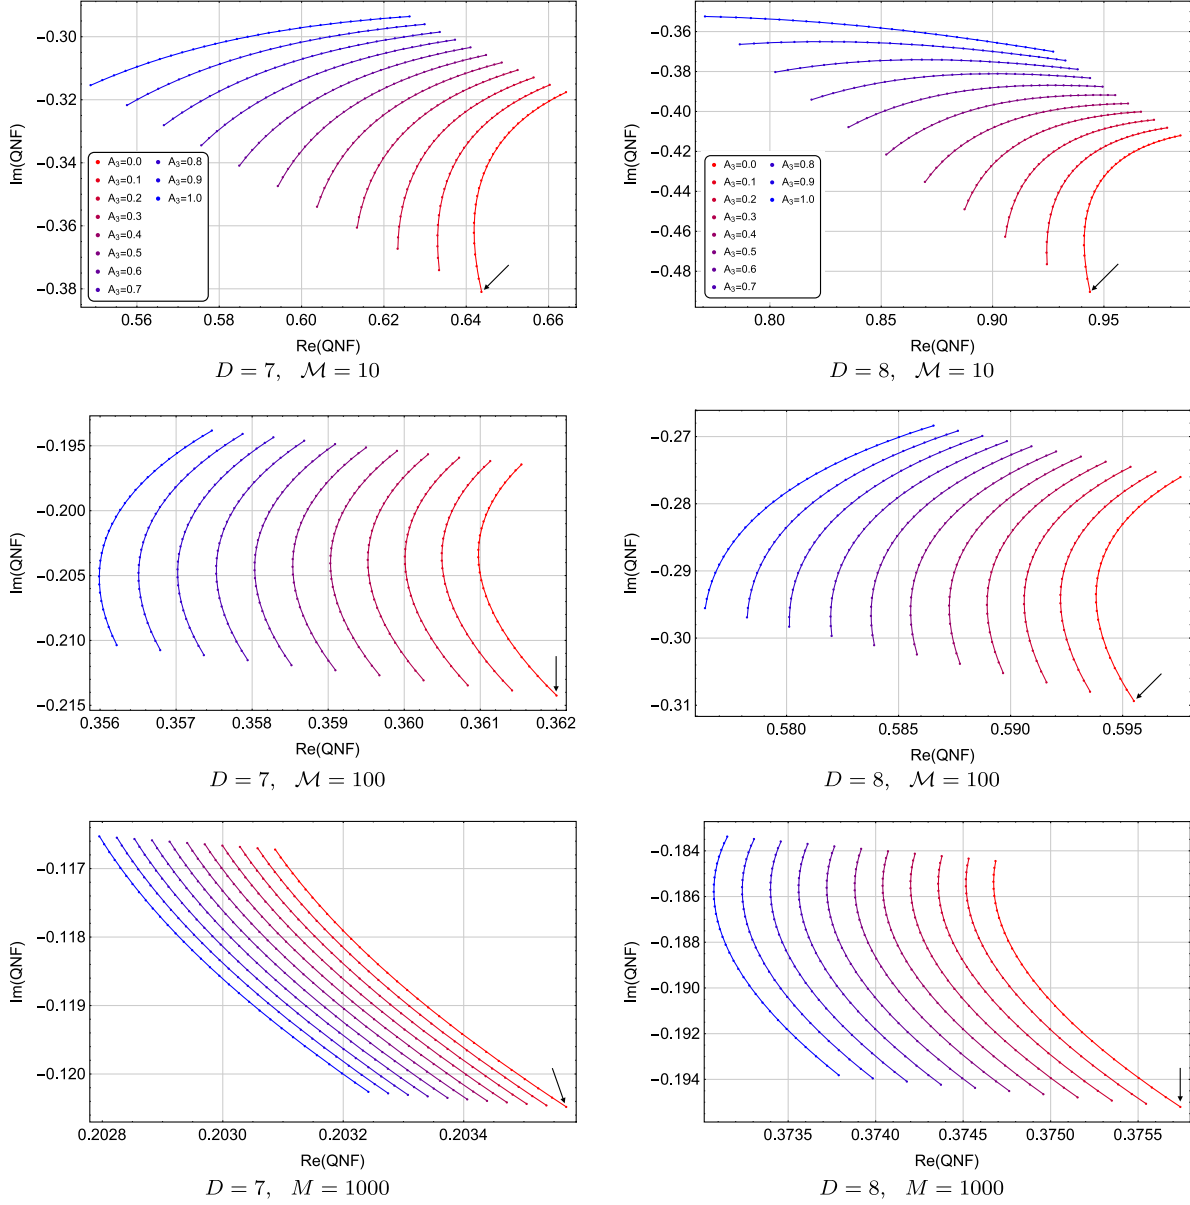 −0.30
−0.32
−0.34
−0.36
−0.38
Im(QNF)
A₃=0.0 A₃=0.8
A₃=0.1 A₃=0.9
A₃=0.2 A₃=1.0
A₃=0.3
A₃=0.4
A₃=0.5
A₃=0.6
A₃=0.7
0.56 0.58 0.60 0.62 0.64 0.66
Re(QNF)
D = 7, ℳ = 10
−0.36
−0.38
−0.40
−0.42
−0.44
−0.46
−0.48
Im(QNF)
A₃=0.0 A₃=0.8
A₃=0.1 A₃=0.9
A₃=0.2 A₃=1.0
A₃=0.3
A₃=0.4
A₃=0.5
A₃=0.6
A₃=0.7
0.80 0.85 0.90 0.95
Re(QNF)
D = 8, ℳ = 10
−0.195
−0.200
−0.205
−0.210
−0.215
Im(QNF)
0.356 0.357 0.358 0.359 0.360 0.361 0.362
Re(QNF)
D = 7, ℳ = 100
−0.27
−0.28
−0.29
−0.30
−0.31
Im(QNF)
0.580 0.585 0.590 0.595
Re(QNF)
D = 8, ℳ = 100
−0.117
−0.118
−0.119
−0.120
Im(QNF)
0.2028 0.2030 0.2032 0.2034
Re(QNF)
D = 7, M = 1000
−0.184
−0.186
−0.188
−0.190
−0.192
−0.194
Im(QNF)
0.3735 0.3740 0.3745 0.3750 0.3755
Re(QNF)
D = 8, M = 1000